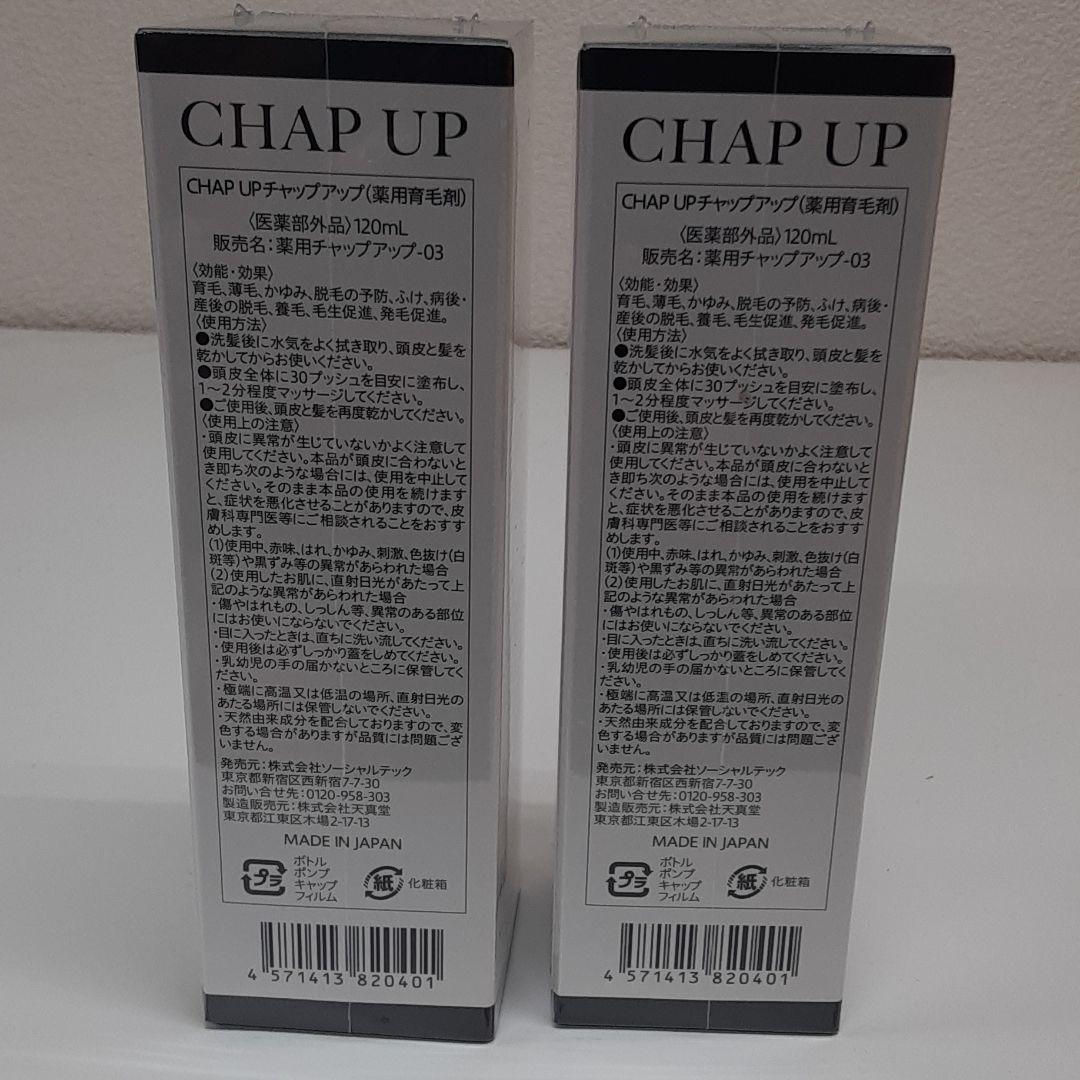 CHAP UP
CHAP UPチャップアップ(薬用育毛剤)
〈医薬部外品〉120mL
販売名:薬用チャップアップ-03
〈効能・効果〉
育毛、薄毛、かゆみ、脱毛の予防、ふけ、病後・
産後の脱毛、養毛、毛生促進、発毛促進。
〈使用方法〉
●洗髪後に水気をよく拭き取り、頭皮と髪を
乾かしてからお使いください。
●頭皮全体に30プッシュを目安に塗布し、
1〜2分程度マッサージしてください。
●ご使用後、頭皮と髪を再度乾かしてください。
〈使用上の注意〉
・頭皮に異常が生じていないかよく注意して
使用してください。本品が頭皮に合わないと
き即ち次のような場合には、使用を中止して
ください。そのまま本品の使用を続けます
と、症状を悪化させることがありますので、皮
膚科専門医等にご相談されることをおすす
めします。
(1)使用中、赤味、はれ、かゆみ、刺激、色抜け(白
斑等)や黒ずみ等の異常があらわれた場合
(2)使用したお肌に、直射日光があたって上
記のような異常があらわれた場合
・傷やはれもの、しっしん等、異常のある部位
にはお使いにならないでください。
・目に入ったときは、直ちに洗い流してください。
・使用後は必ずしっかり蓋をしめてください。
・乳幼児の手の届かないところに保管してく
ださい。
・極端に高温又は低温の場所、直射日光の
あたる場所には保管しないでください。
・天然由来成分を配合しておりますので、変
色する場合がありますが品質には問題ござ
いません。
発売元:株式会社ソーシャルテック
東京都新宿区西新宿7-7-30
お問い合せ先:0120-958-303
製造販売元:株式会社天真堂
東京都江東区木場2-17-13
MADE IN JAPAN
プラ
ボトル
ポンプ
キャップ
フィルム
紙
化粧箱
4 571413 820401
CHAP UP
CHAP UPチャップアップ(薬用育毛剤)
〈医薬部外品〉120mL
販売名:薬用チャップアップ-03
〈効能・効果〉
育毛、薄毛、かゆみ、脱毛の予防、ふけ、病後・
産後の脱毛、養毛、毛生促進、発毛促進。
〈使用方法〉
●洗髪後に水気をよく拭き取り、頭皮と髪を
乾かしてからお使いください。
●頭皮全体に30プッシュを目安に塗布し、
1〜2分程度マッサージしてください。
●ご使用後、頭皮と髪を再度乾かしてください。
〈使用上の注意〉
・頭皮に異常が生じていないかよく注意して
使用してください。本品が頭皮に合わないと
き即ち次のような場合には、使用を中止して
ください。そのまま本品の使用を続けます
と、症状を悪化させることがありますので、皮
膚科専門医等にご相談されることをおすす
めします。
(1)使用中、赤味、はれ、かゆみ、刺激、色抜け(白
斑等)や黒ずみ等の異常があらわれた場合
(2)使用したお肌に、直射日光があたって上
記のような異常があらわれた場合
・傷やはれもの、しっしん等、異常のある部位
にはお使いにならないでください。
・目に入ったときは、直ちに洗い流してください。
・使用後は必ずしっかり蓋をしめてください。
・乳幼児の手の届かないところに保管してく
ださい。
・極端に高温又は低温の場所、直射日光の
あたる場所には保管しないでください。
・天然由来成分を配合しておりますので、変
色する場合がありますが品質には問題ござ
いません。
発売元:株式会社ソーシャルテック
東京都新宿区西新宿7-7-30
お問い合せ先:0120-958-303
製造販売元:株式会社天真堂
東京都江東区木場2-17-13
MADE IN JAPAN
プラ
ボトル
ポンプ
キャップ
フィルム
紙
化粧箱
4 571413 820401